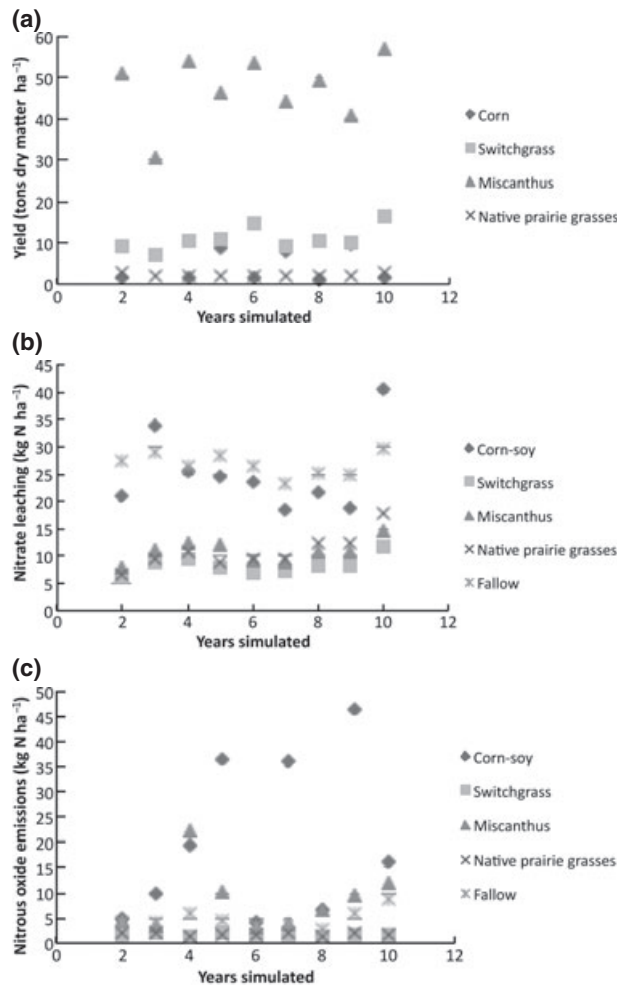 (a)
Yield (tons dry matter ha⁻¹)
60
50
40
30
20
10
0
0 2 4 6 8 10 12
Years simulated
Corn
Switchgrass
Miscanthus
Native prairie grasses
(b)
Nitrate leaching (kg N ha⁻¹)
45
40
35
30
25
20
15
10
5
0
0 2 4 6 8 10 12
Years simulated
Corn-soy
Switchgrass
Miscanthus
Native prairie grasses
Fallow
(c)
Nitrous oxide emissions (kg N ha⁻¹)
50
45
40
35
30
25
20
15
10
5
0
0 2 4 6 8 10 12
Years simulated
Corn-soy
Switchgrass
Miscanthus
Native prairie grasses
Fallow